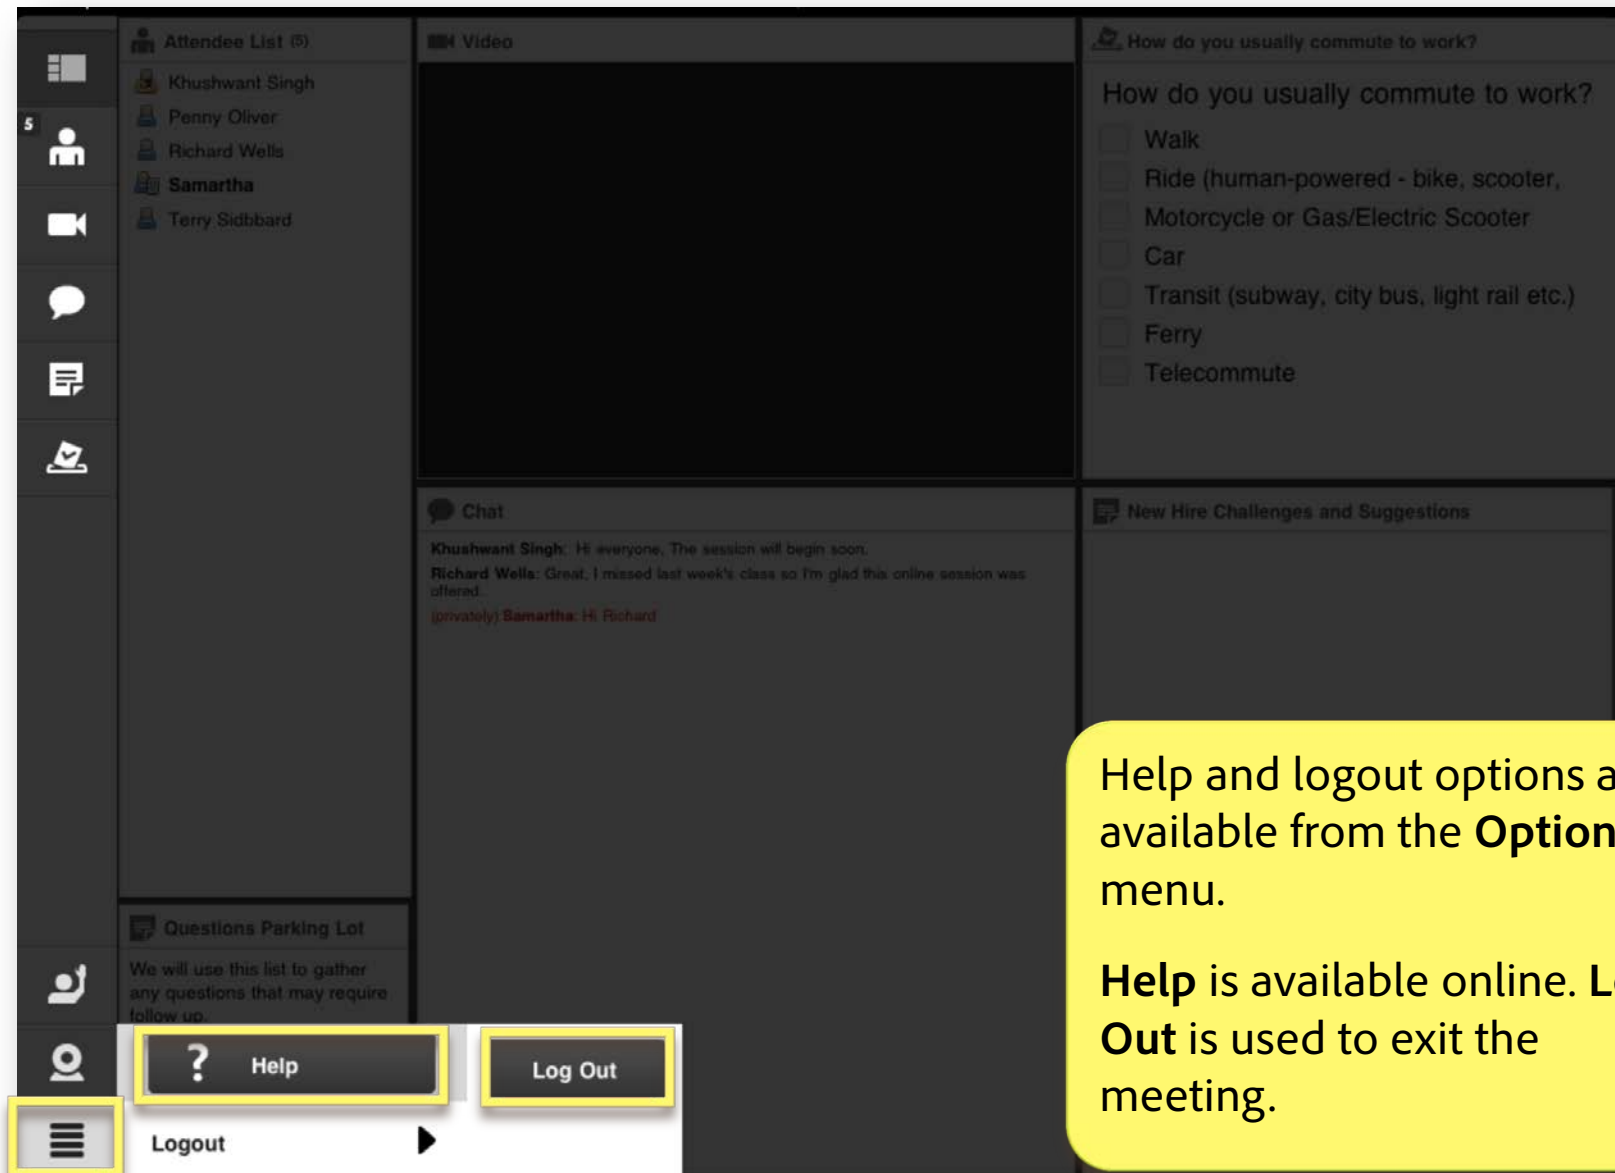 Attendee List (5)
Khushwant Singh
Penny Oliver
Richard Wells
Samartha
Terry Sidbbard
5
Video
How do you usually commute to work?
How do you usually commute to work?
Walk
Ride (human-powered - bike, scooter,
Motorcycle or Gas/Electric Scooter
Car
Transit (subway, city bus, light rail etc.)
Ferry
Telecommute
Chat
Khushwant Singh: Hi everyone, The session will begin soon.
Richard Wells: Great, I missed last week's class so I'm glad this online session was
offered.
(privately) Samartha: Hi Richard
New Hire Challenges and Suggestions
Questions Parking Lot
We will use this list to gather
any questions that may require
follow up.
? Help
Log Out
Logout
Help and logout options a
available from the Option
menu.
Help is available online. L
Out is used to exit the
meeting.